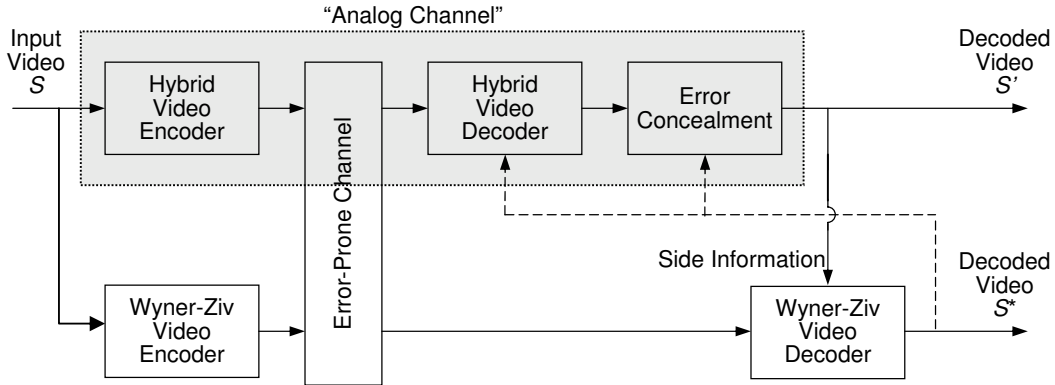 “Analog Channel”
Input
Video
S
Hybrid
Video
Encoder
Error-Prone Channel
Hybrid
Video
Decoder
Error
Concealment
Decoded
Video
S’
Side Information
Wyner-Ziv
Video
Encoder
Wyner-Ziv
Video
Decoder
Decoded
Video
S*